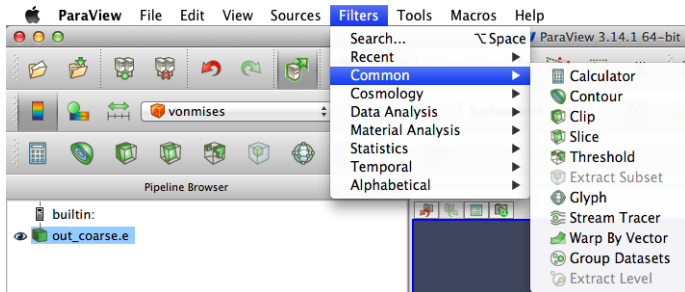 ParaView File Edit View Sources Filters Tools Macros Help
ParaView 3.14.1 64-bit
Search... ⌥Space
Recent
Common
Cosmology
Data Analysis
Material Analysis
Statistics
Temporal
Alphabetical
Calculator
Contour
Clip
Slice
Threshold
Extract Subset
Glyph
Stream Tracer
Warp By Vector
Group Datasets
Extract Level
vonmises
Pipeline Browser
builtin:
out_coarse.e